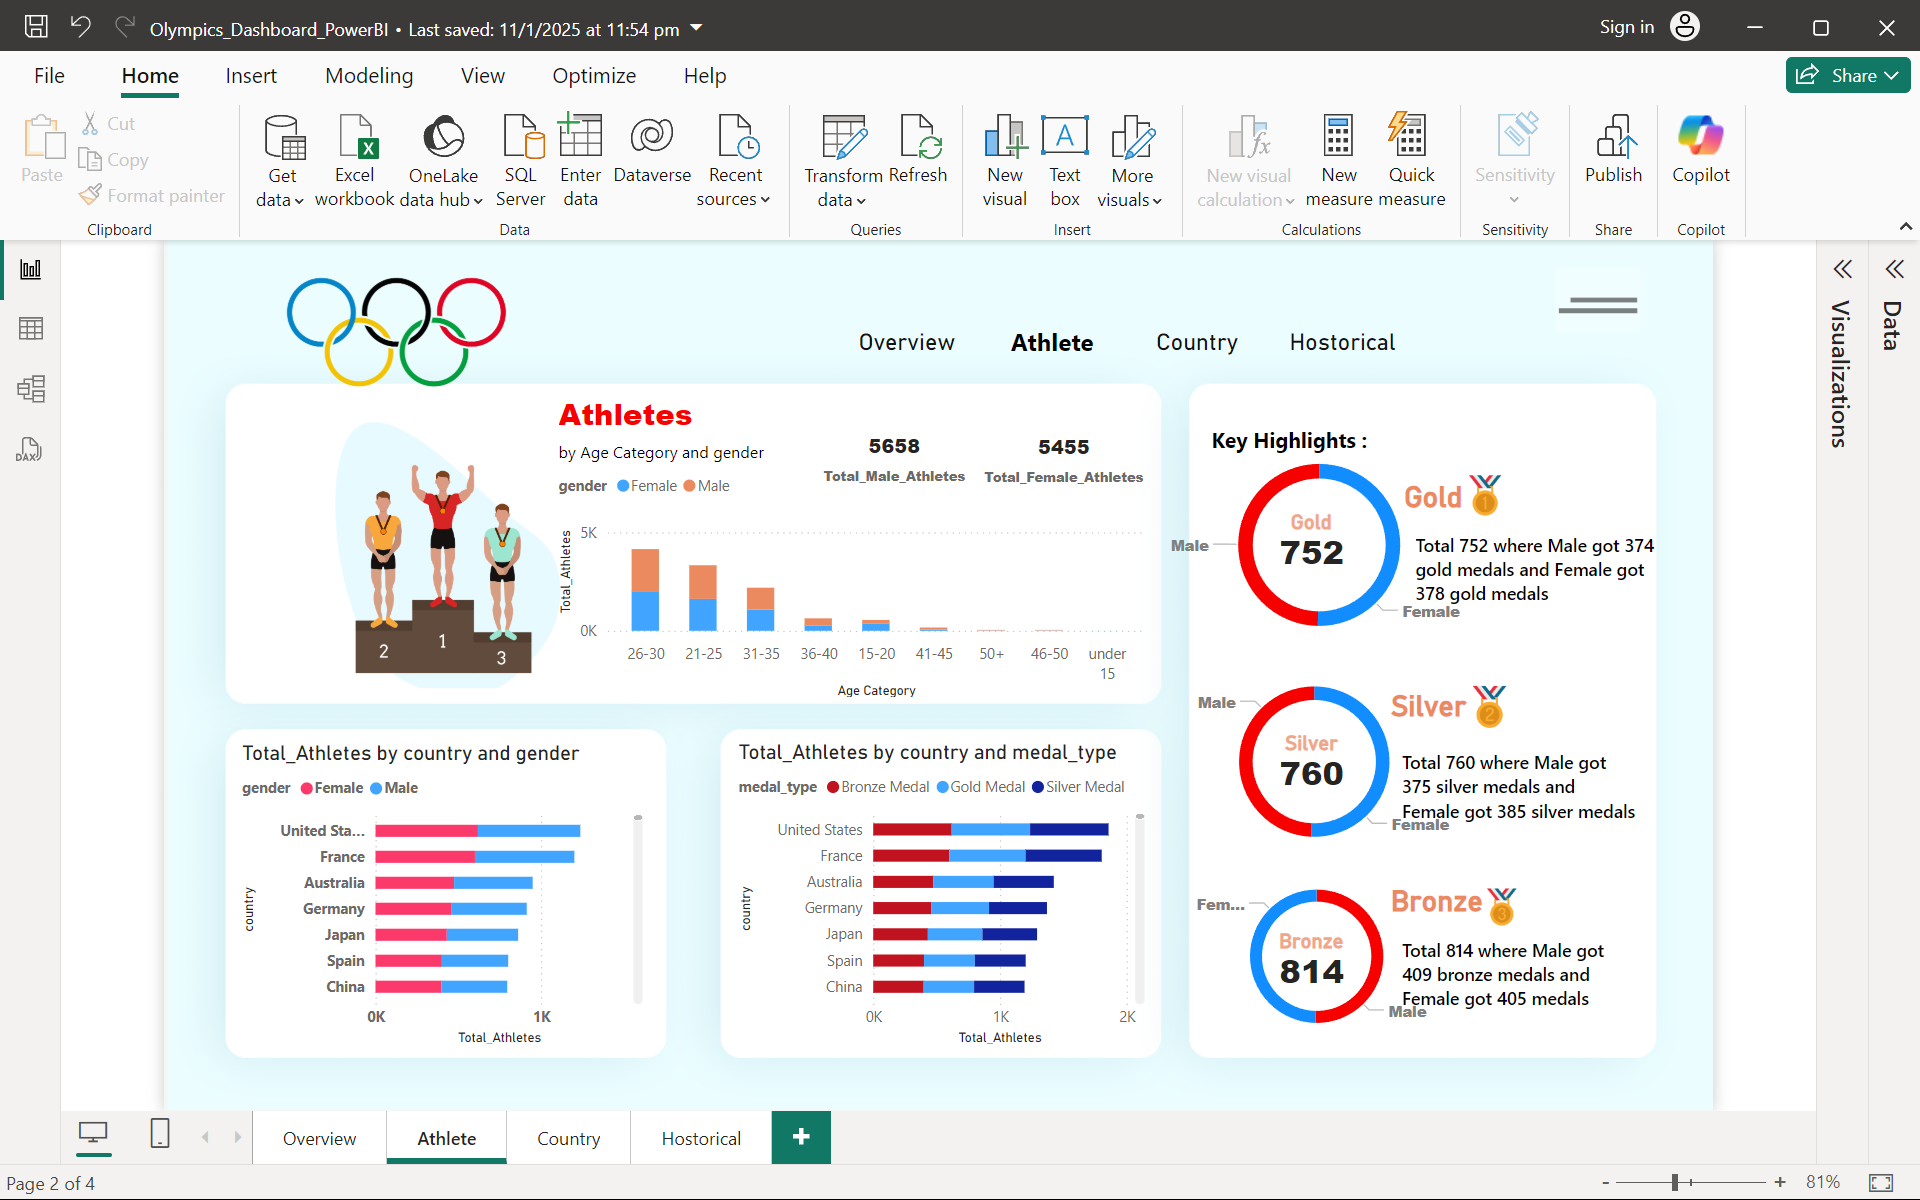 Olympics_Dashboard_PowerBI • Last saved: 11/1/2025 at 11:54 pm
Sign in
File
Home
Insert
Modeling
View
Optimize
Help
Share
Paste
Cut
Copy
Format painter
Clipboard
Get data
Excel workbook
OneLake data hub
SQL Server
Enter data
Dataverse
Recent sources
Data
Transform data
Refresh
Queries
New visual
A
Text box
More visuals
Insert
fx
New visual calculation
New measure
Quick measure
Calculations
Sensitivity
Sensitivity
Publish
Share
Copilot
Copilot
DAX
Overview
Athlete
Country
Hostorical
Athletes
by Age Category and gender
gender Female Male
5658
Total_Male_Athletes
5455
Total_Female_Athletes
Total_Athletes
5K
0K
26-30 21-25 31-35 36-40 15-20 41-45 50+ 46-50 under 15
Age Category
2
1
3
Total_Athletes by country and gender
gender Female Male
country
United Sta...
France
Australia
Germany
Japan
Spain
China
0K 1K
Total_Athletes
Total_Athletes by country and medal_type
medal_type Bronze Medal Gold Medal Silver Medal
country
United States
France
Australia
Germany
Japan
Spain
China
0K 1K 2K
Total_Athletes
Key Highlights :
Gold
752
Male
Female
Gold
1
Total 752 where Male got 374
gold medals and Female got
378 gold medals
Silver
760
Male
Female
Silver
2
Total 760 where Male got
375 silver medals and
Female got 385 silver medals
Bronze
814
Fem...
Male
Bronze
3
Total 814 where Male got
409 bronze medals and
Female got 405 medals
Visualizations
Data
Overview
Athlete
Country
Hostorical
Page 2 of 4
- + 81%